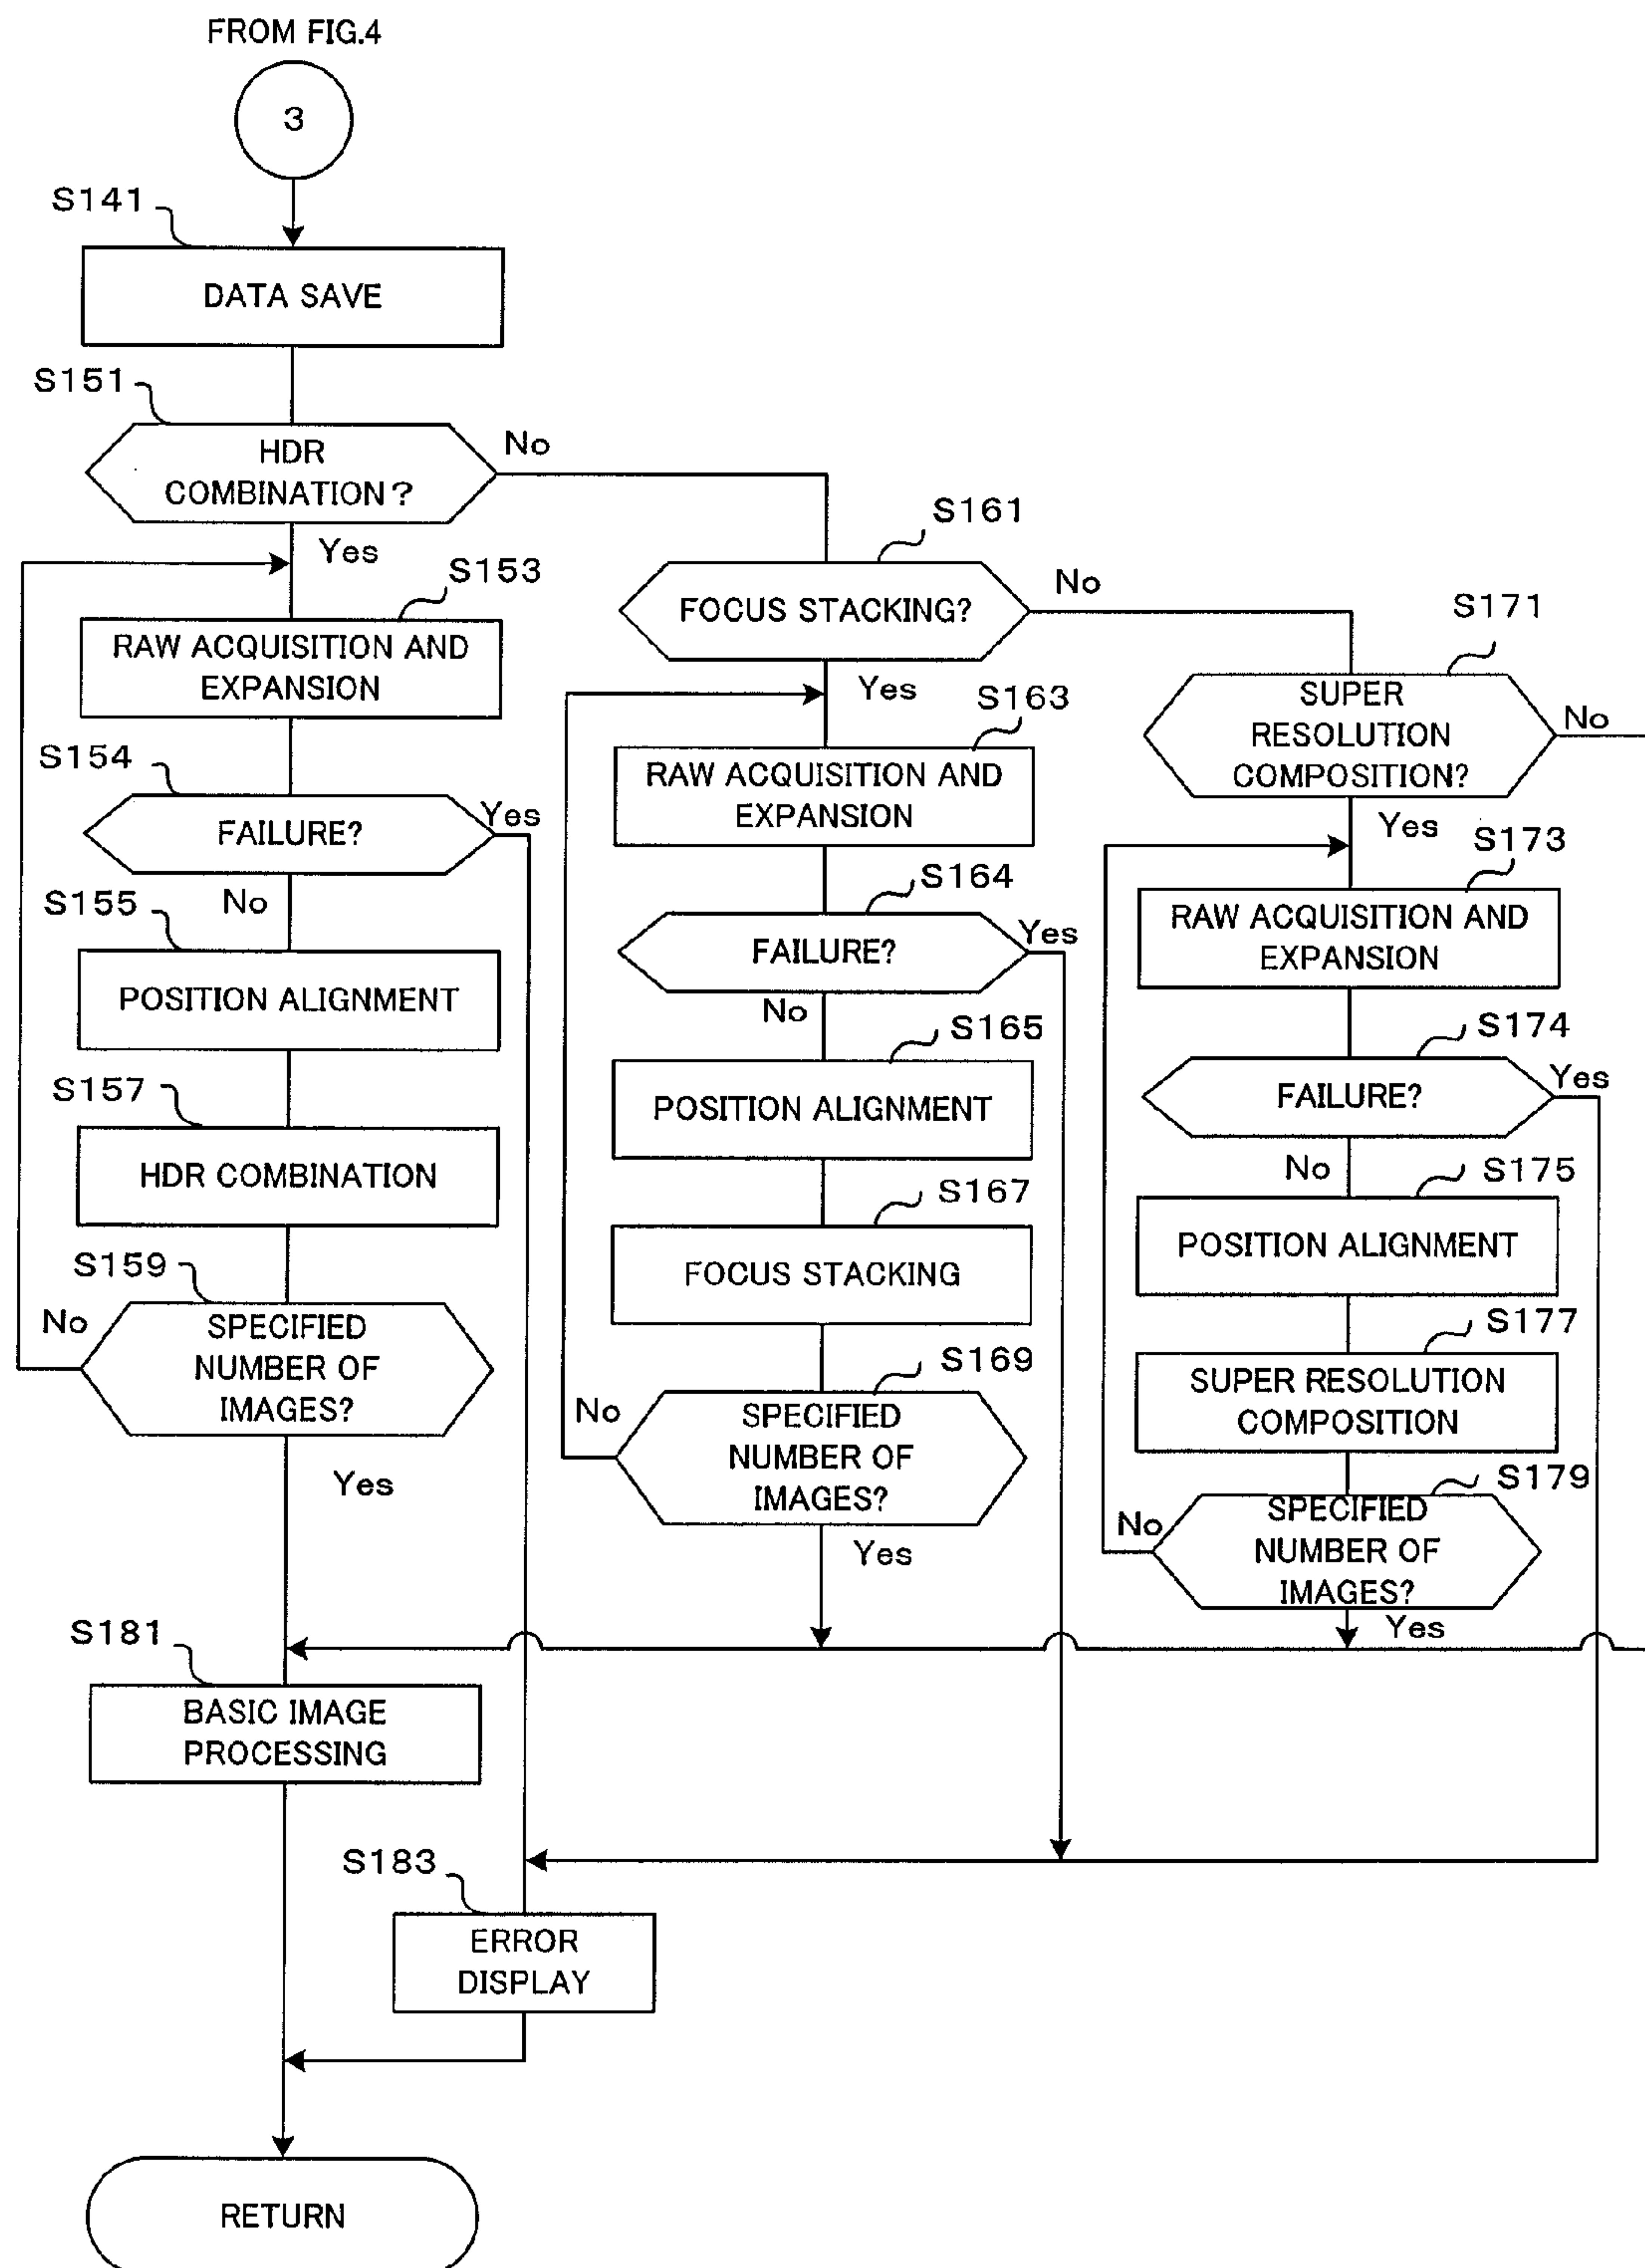 FROM FIG.4
3
S141
DATA SAVE
S151
HDR
COMBINATION?
No
Yes
S153
RAW ACQUISITION AND
EXPANSION
S154
FAILURE?
Yes
No
S155
POSITION ALIGNMENT
S157
HDR COMBINATION
S159
SPECIFIED
NUMBER OF
IMAGES?
No
Yes
S161
FOCUS STACKING?
No
Yes
S163
RAW ACQUISITION AND
EXPANSION
S164
FAILURE?
Yes
No
S165
POSITION ALIGNMENT
S167
FOCUS STACKING
S169
SPECIFIED
NUMBER OF
IMAGES?
No
Yes
S171
SUPER
RESOLUTION
COMPOSITION?
No
Yes
S173
RAW ACQUISITION AND
EXPANSION
S174
FAILURE?
Yes
No
S175
POSITION ALIGNMENT
S177
SUPER RESOLUTION
COMPOSITION
S179
SPECIFIED
NUMBER OF
IMAGES?
No
Yes
S181
BASIC IMAGE
PROCESSING
S183
ERROR
DISPLAY
RETURN